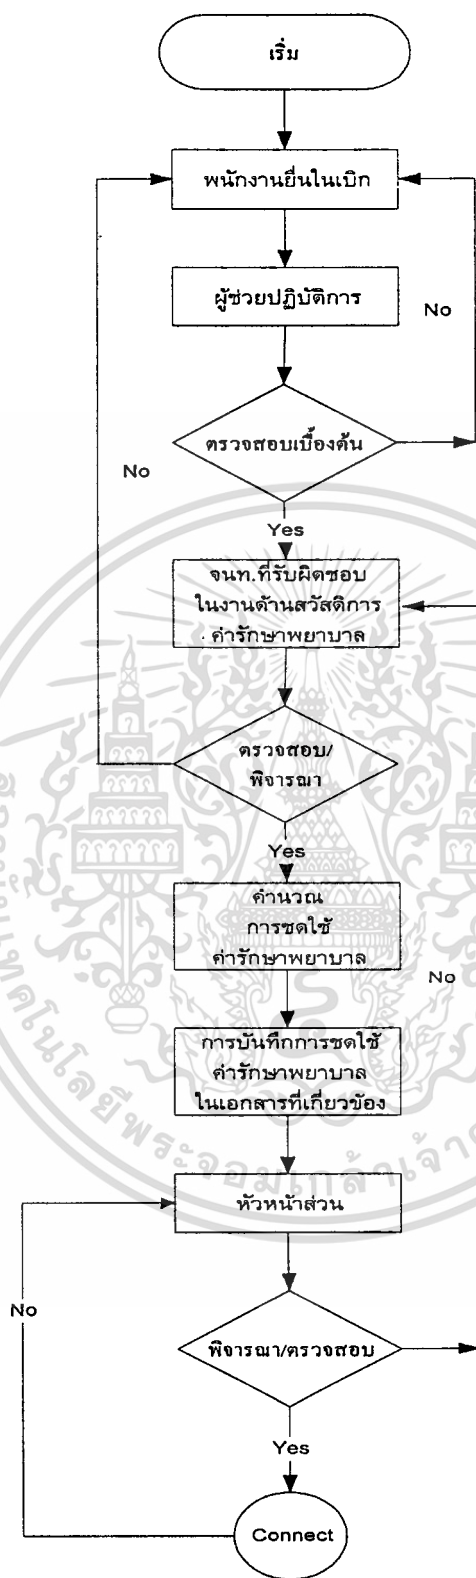 เริ่ม
พนักงานยื่นในเบิก
ผู้ช่วยปฏิบัติการ
No
ตรวจสอบเบื้องต้น
No
Yes
จนท.ที่รับผิดชอบ
ในงานด้านสวัสดิการ
ค่ารักษาพยาบาล
ตรวจสอบ/
พิจารณา
Yes
คำนวณ
การชดใช้
ค่ารักษาพยาบาล
No
การบันทึกการชดใช้
ค่ารักษาพยาบาล
ในเอกสารที่เกี่ยวข้อง
หัวหน้าส่วน
No
พิจารณา/ตรวจสอบ
Yes
Connect